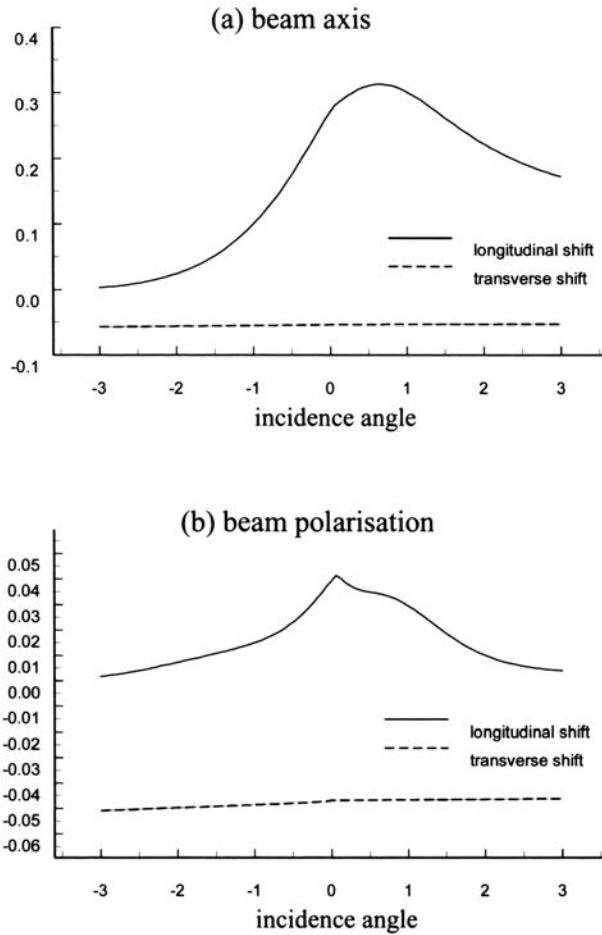 (a) beam axis
0.4
0.3
0.2
0.1
0.0
-0.1
longitudinal shift
transverse shift
-3 -2 -1 0 1 2 3
incidence angle
(b) beam polarisation
0.05
0.04
0.03
0.02
0.01
0.00
-0.01
-0.02
-0.03
-0.04
-0.05
-0.06
longitudinal shift
transverse shift
-3 -2 -1 0 1 2 3
incidence angle